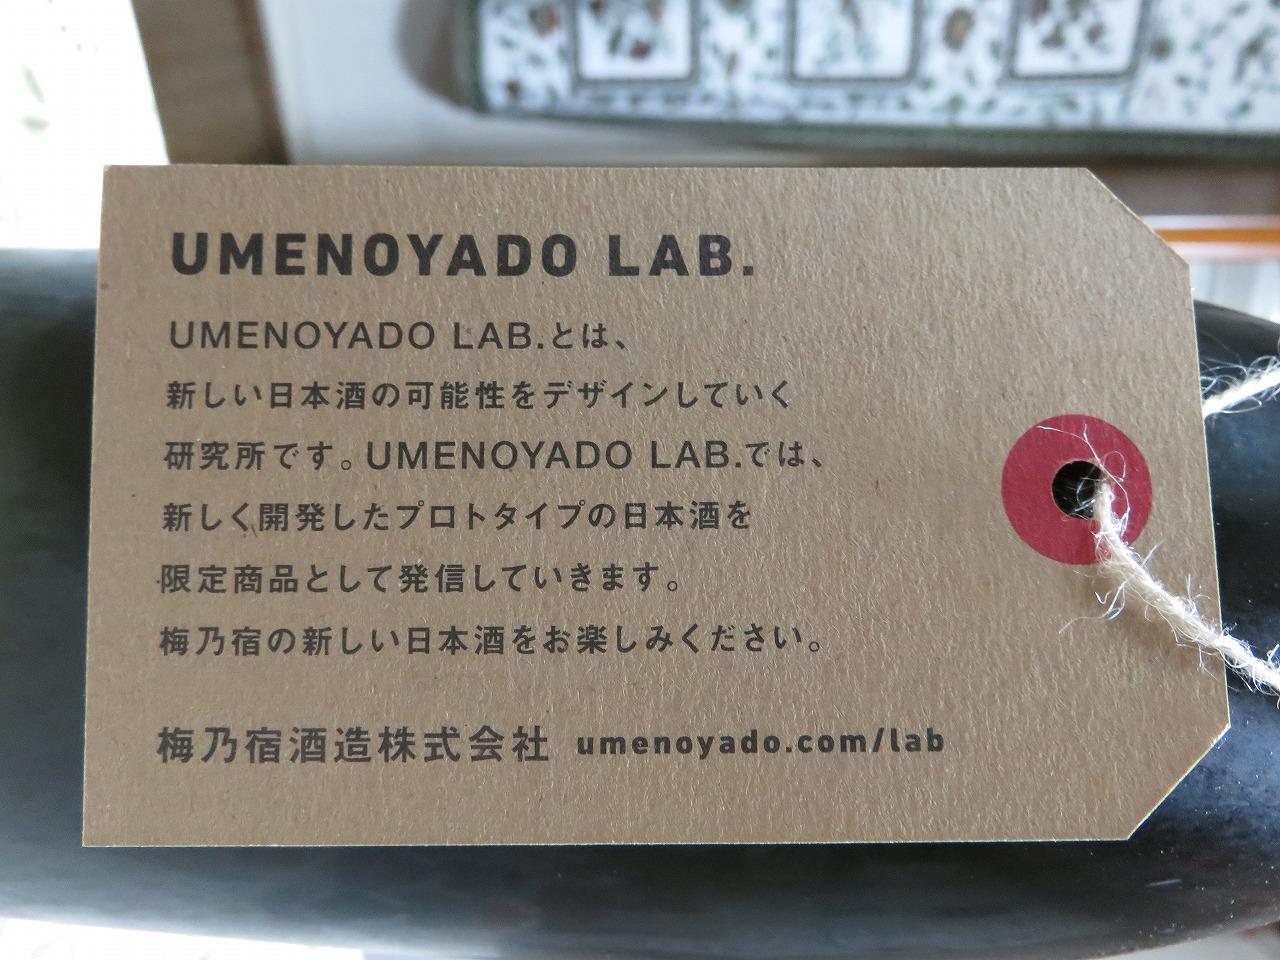 UMENOYADO LAB.
UMENOYADO LAB.とは、
新しい日本酒の可能性をデザインしていく
研究所です。UMENOYADO LAB.では、
新しく開発したプロトタイプの日本酒を
限定商品として発信していきます。
梅乃宿の新しい日本酒をお楽しみください。
梅乃宿酒造株式会社 umenoyado.com/lab